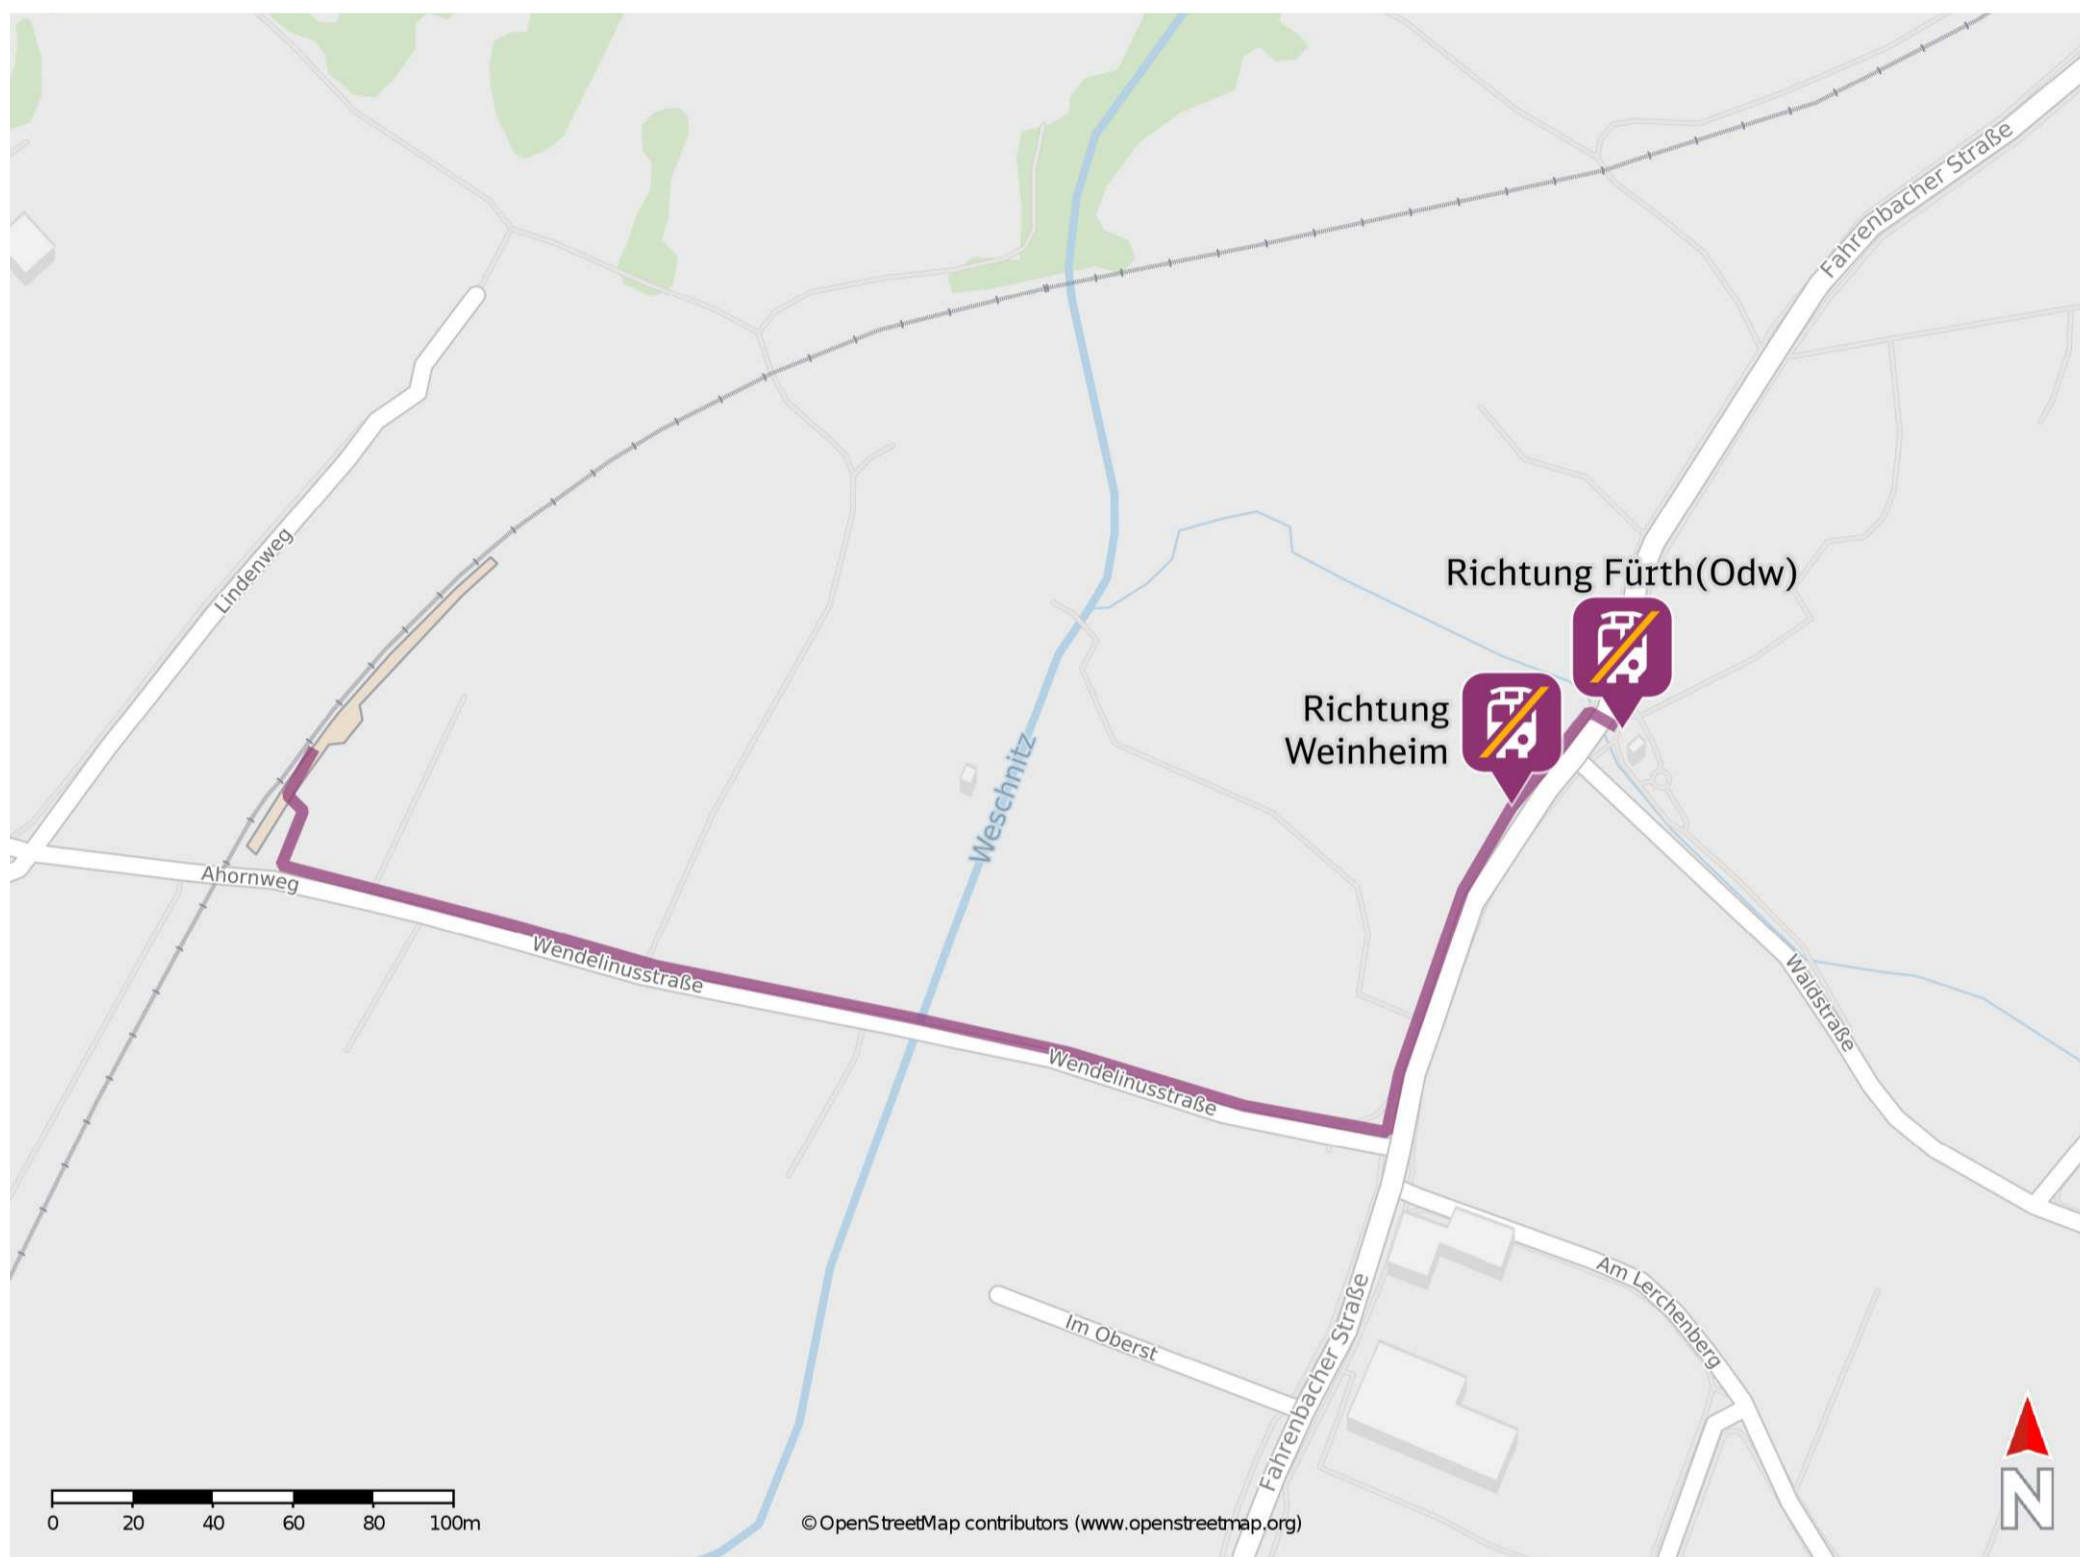 Fahrenbacher Straße
Lindenweg
Richtung Fürth(Odw)
Richtung
Weinheim
Weschnitz
Ahornweg
Wendelinusstraße
Wendelinusstraße
Waldstraße
Am Lerchenberg
Im Oberst
Fahrenbacher Straße
N
0 20 40 60 80 100m
©OpenStreetMap contributors (www.openstreetmap.org)